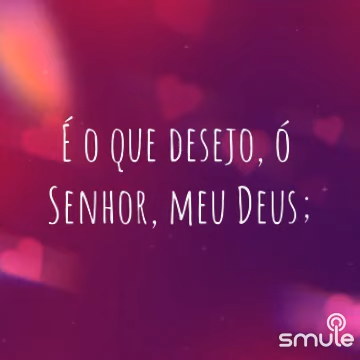 É o que desejo, ó
Senhor, meu Deus;
smule